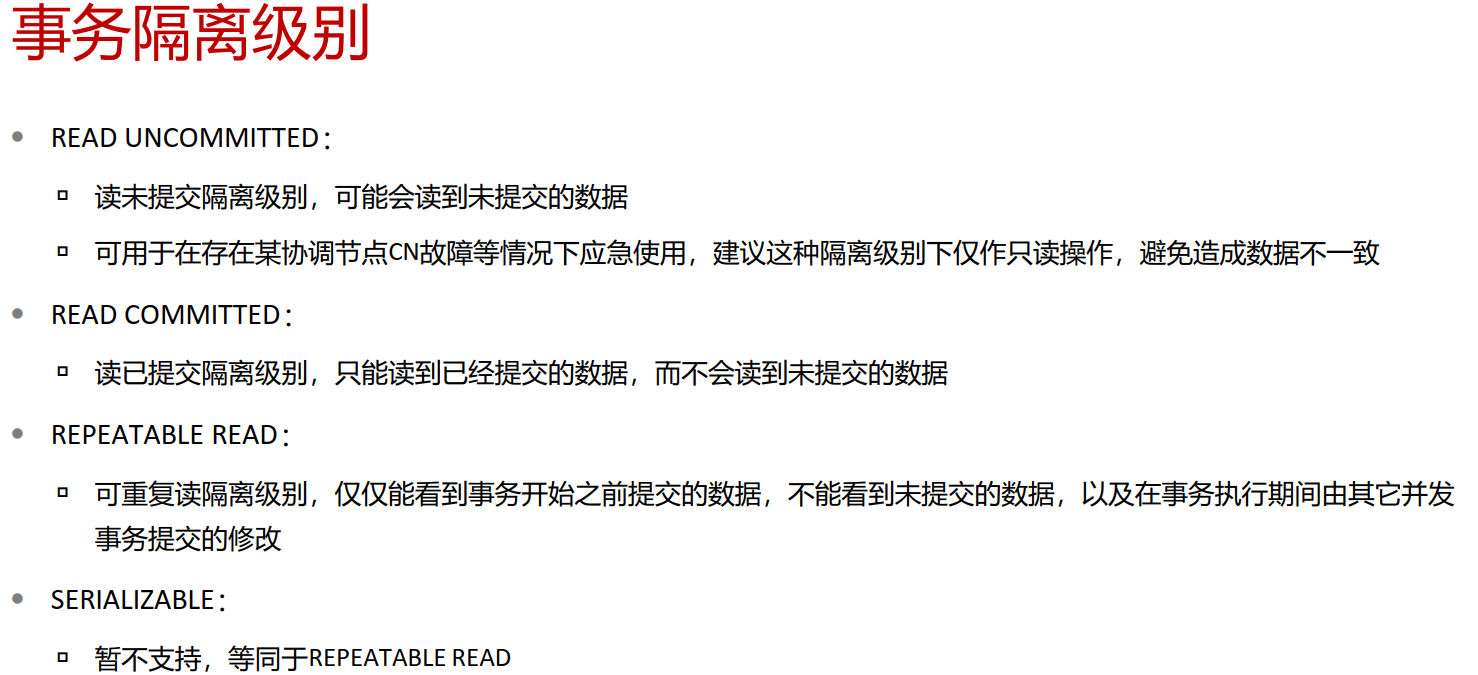 事务隔离级别
• READ UNCOMMITTED：
▫ 读未提交隔离级别，可能会读到未提交的数据
▫ 可用于在存在某协调节点CN故障等情况下应急使用，建议这种隔离级别下仅作只读操作，避免造成数据不一致
• READ COMMITTED：
▫ 读已提交隔离级别，只能读到已经提交的数据，而不会读到未提交的数据
• REPEATABLE READ：
▫ 可重复读隔离级别，仅仅能看到事务开始之前提交的数据，不能看到未提交的数据，以及在事务执行期间由其它并发
事务提交的修改
• SERIALIZABLE：
▫ 暂不支持，等同于REPEATABLE READ